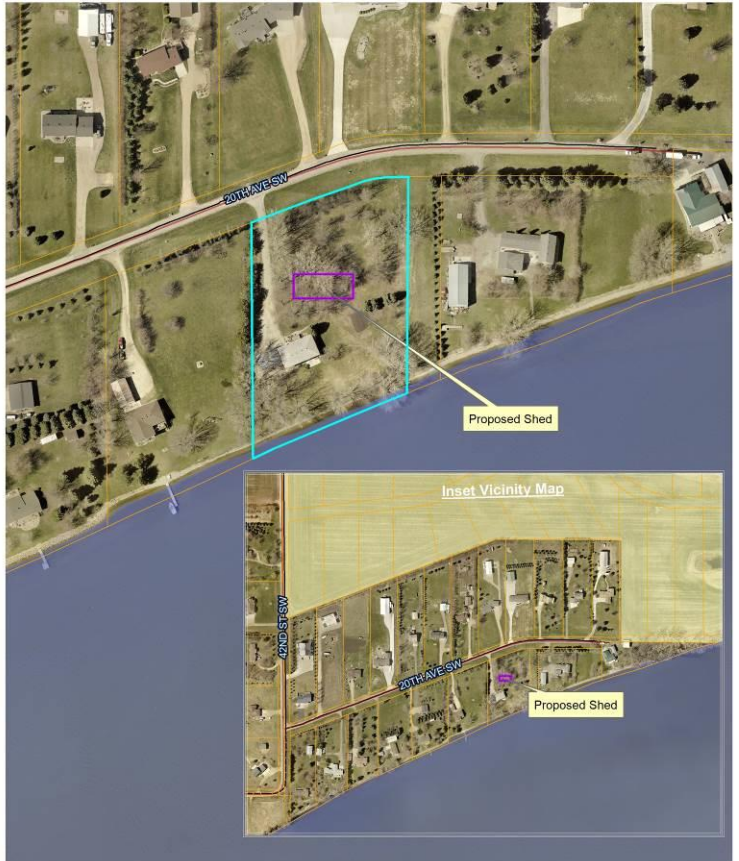 20TH AVE SW
Proposed Shed
Inset Vicinity Map
42ND ST SW
20TH AVE SW
Proposed Shed